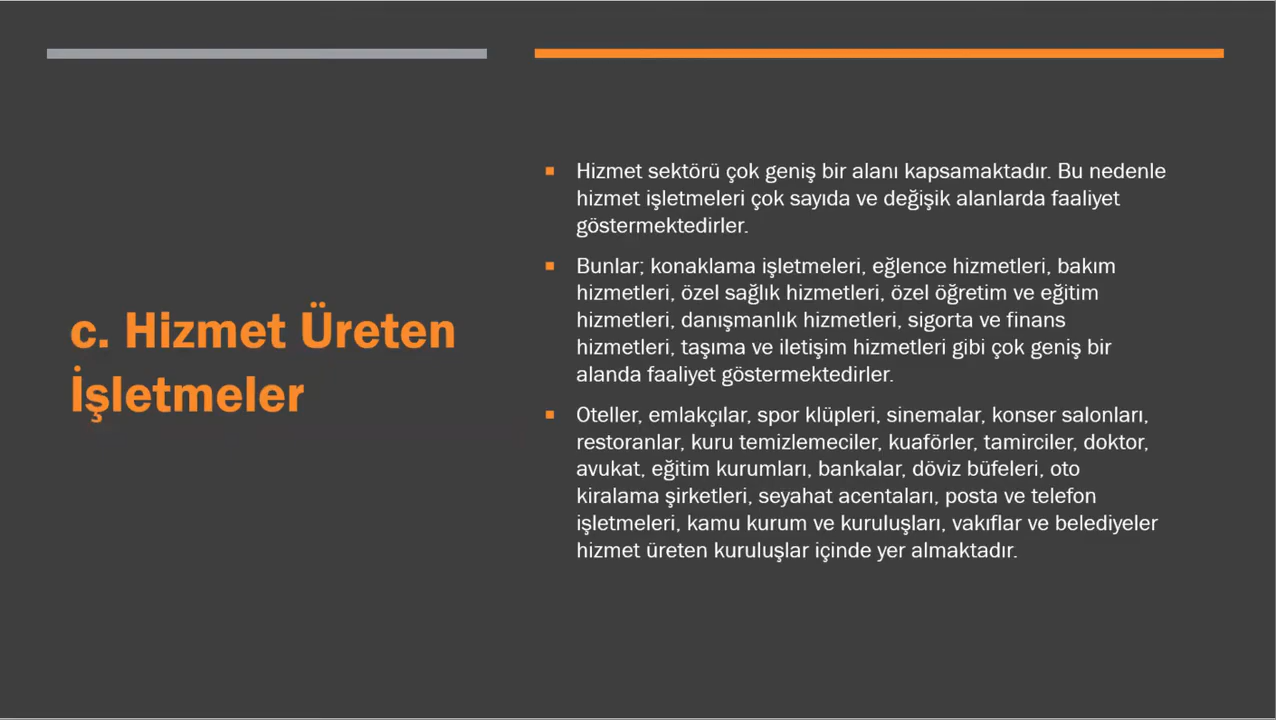 c. Hizmet Üreten
İşletmeler
▪ Hizmet sektörü çok geniş bir alanı kapsamaktadır. Bu nedenle
hizmet işletmeleri çok sayıda ve değişik alanlarda faaliyet
göstermektedirler.
▪ Bunlar; konaklama işletmeleri, eğlence hizmetleri, bakım
hizmetleri, özel sağlık hizmetleri, özel öğretim ve eğitim
hizmetleri, danışmanlık hizmetleri, sigorta ve finans
hizmetleri, taşıma ve iletişim hizmetleri gibi çok geniş bir
alanda faaliyet göstermektedirler.
▪ Oteller, emlakçılar, spor klüpleri, sinemalar, konser salonları,
restoranlar, kuru temizlemeciler, kuaförler, tamirciler, doktor,
avukat, eğitim kurumları, bankalar, döviz büfeleri, oto
kiralama şirketleri, seyahat acentaları, posta ve telefon
işletmeleri, kamu kurum ve kuruluşları, vakıflar ve belediyeler
hizmet üreten kuruluşlar içinde yer almaktadır.